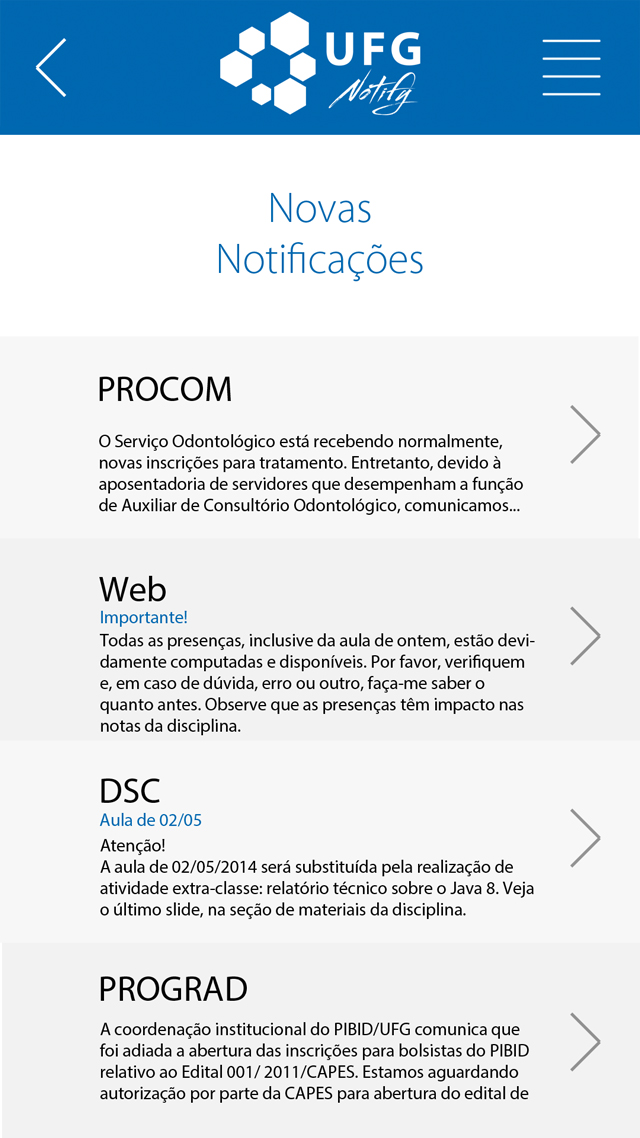 UFG
Notify
Novas
Notificações
PROCOM
O Serviço Odontológico está recebendo normalmente,
novas inscrições para tratamento. Entretanto, devido à
aposentadoria de servidores que desempenham a função
de Auxiliar de Consultório Odontológico, comunicamos...
Web
Importante!
Todas as presenças, inclusive da aula de ontem, estão devi-
damente computadas e disponíveis. Por favor, verifiquem
e, em caso de dúvida, erro ou outro, faça-me saber o
quanto antes. Observe que as presenças têm impacto nas
notas da disciplina.
DSC
Aula de 02/05
Atenção!
A aula de 02/05/2014 será substituída pela realização de
atividade extra-classe: relatório técnico sobre o Java 8. Veja
o último slide, na seção de materiais da disciplina.
PROGRAD
A coordenação institucional do PIBID/UFG comunica que
foi adiada a abertura das inscrições para bolsistas do PIBID
relativo ao Edital 001/ 2011/CAPES. Estamos aguardando
autorização por parte da CAPES para abertura do edital de